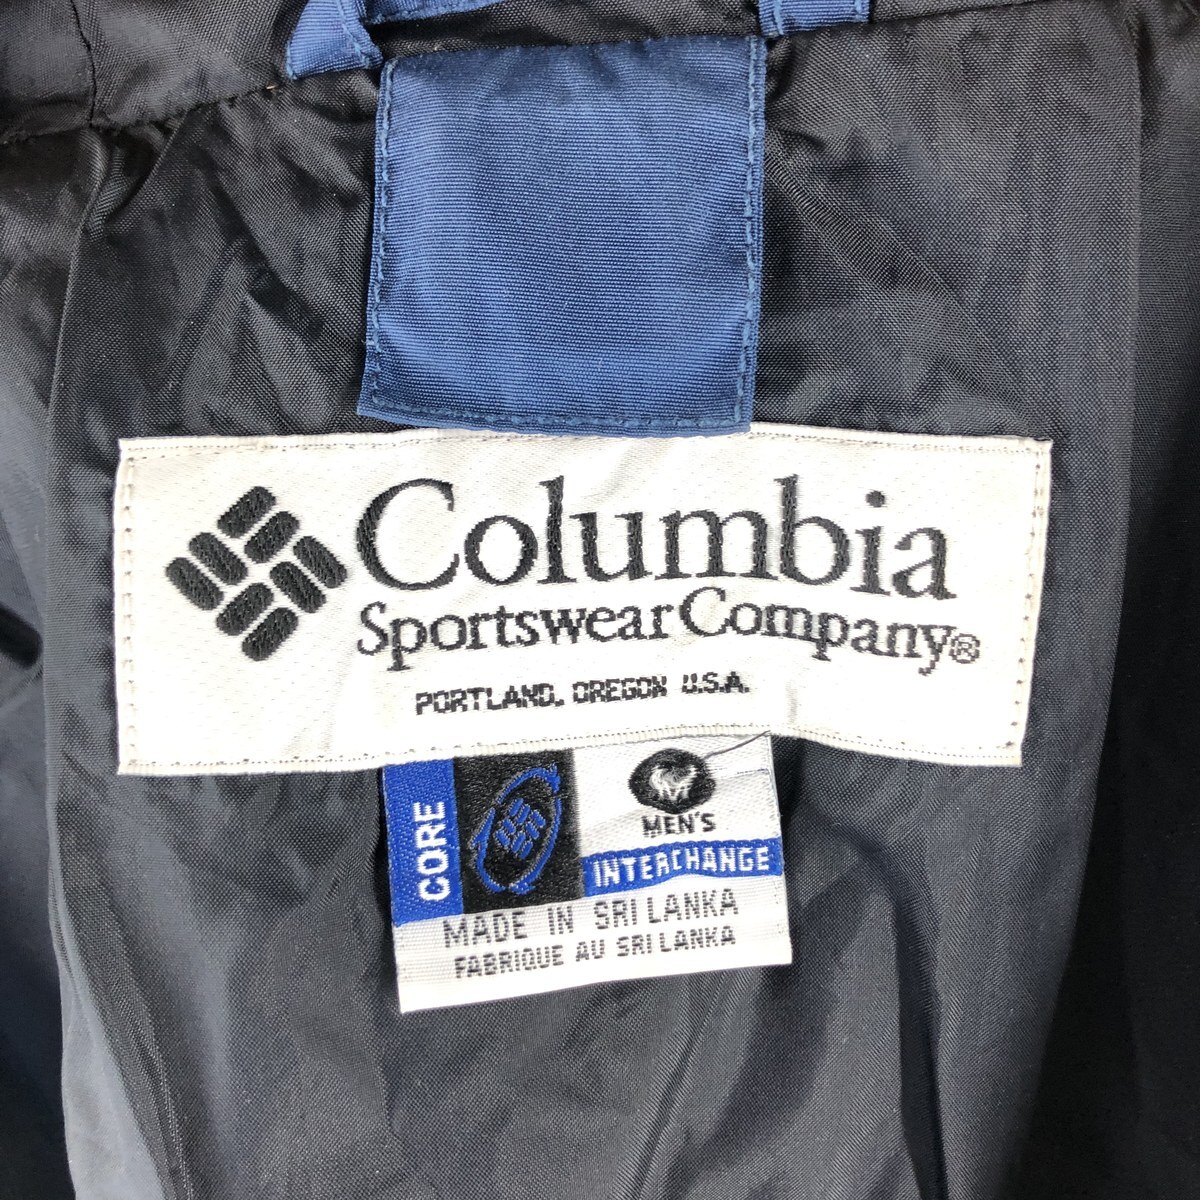 Columbia
Sportswear Company®
PORTLAND, OREGON U.S.A.
CORE
MEN'S
INTERCHANGE
MADE IN SRI LANKA
FABRIQUE AU SRI LANKA